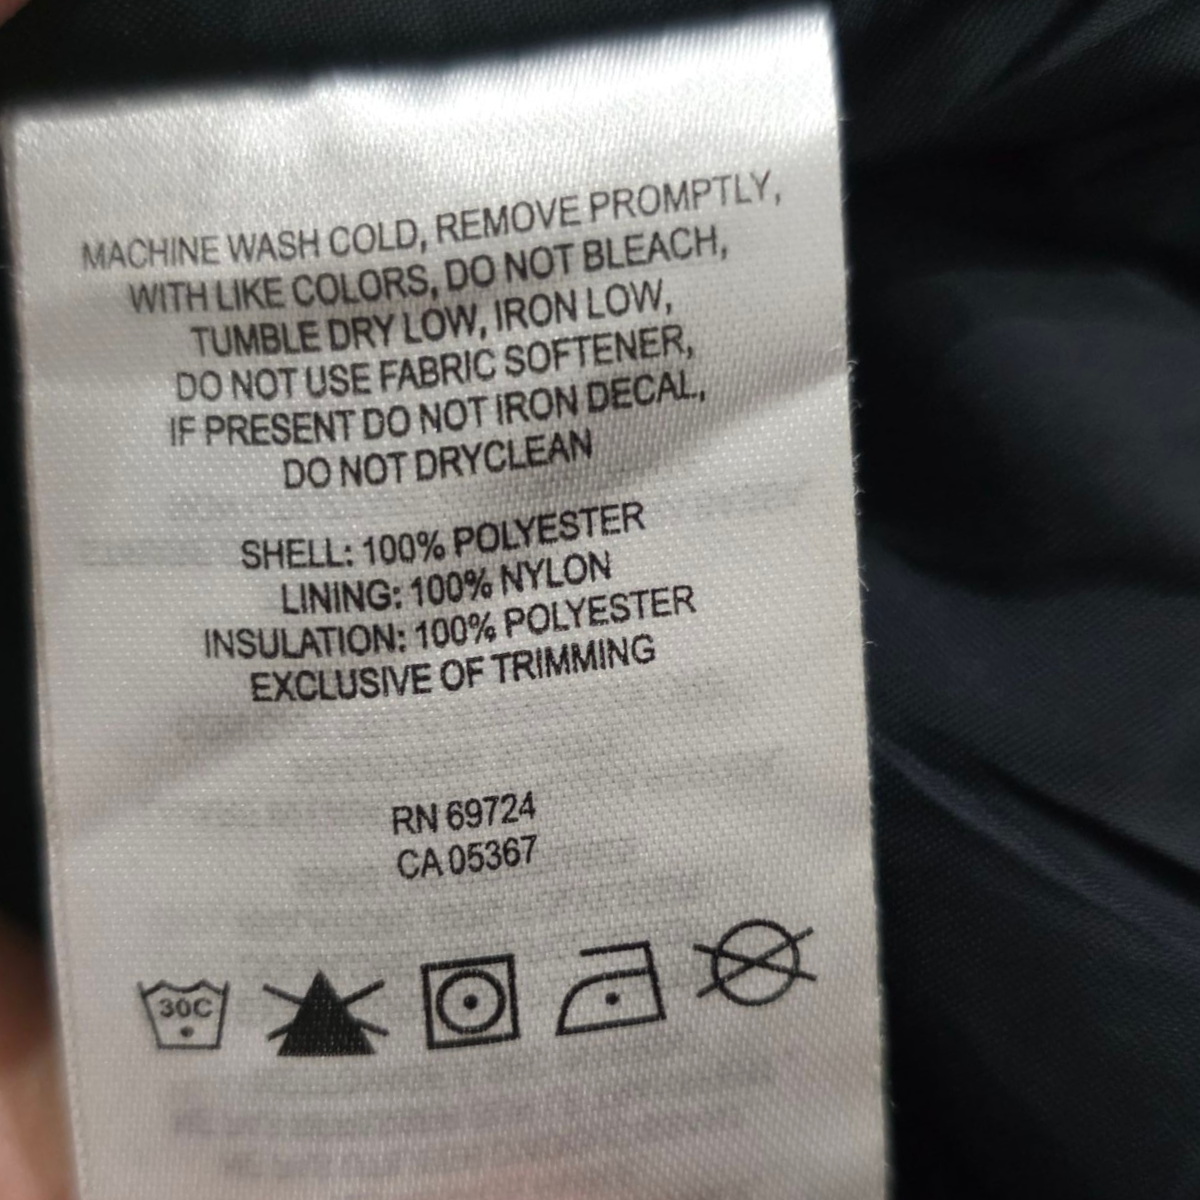 MACHINE WASH COLD, REMOVE PROMPTLY,
WITH LIKE COLORS, DO NOT BLEACH,
TUMBLE DRY LOW, IRON LOW,
DO NOT USE FABRIC SOFTENER,
IF PRESENT DO NOT IRON DECAL,
DO NOT DRYCLEAN
SHELL: 100% POLYESTER
LINING: 100% NYLON
INSULATION: 100% POLYESTER
EXCLUSIVE OF TRIMMING
RN 69724
CA 05367
30C